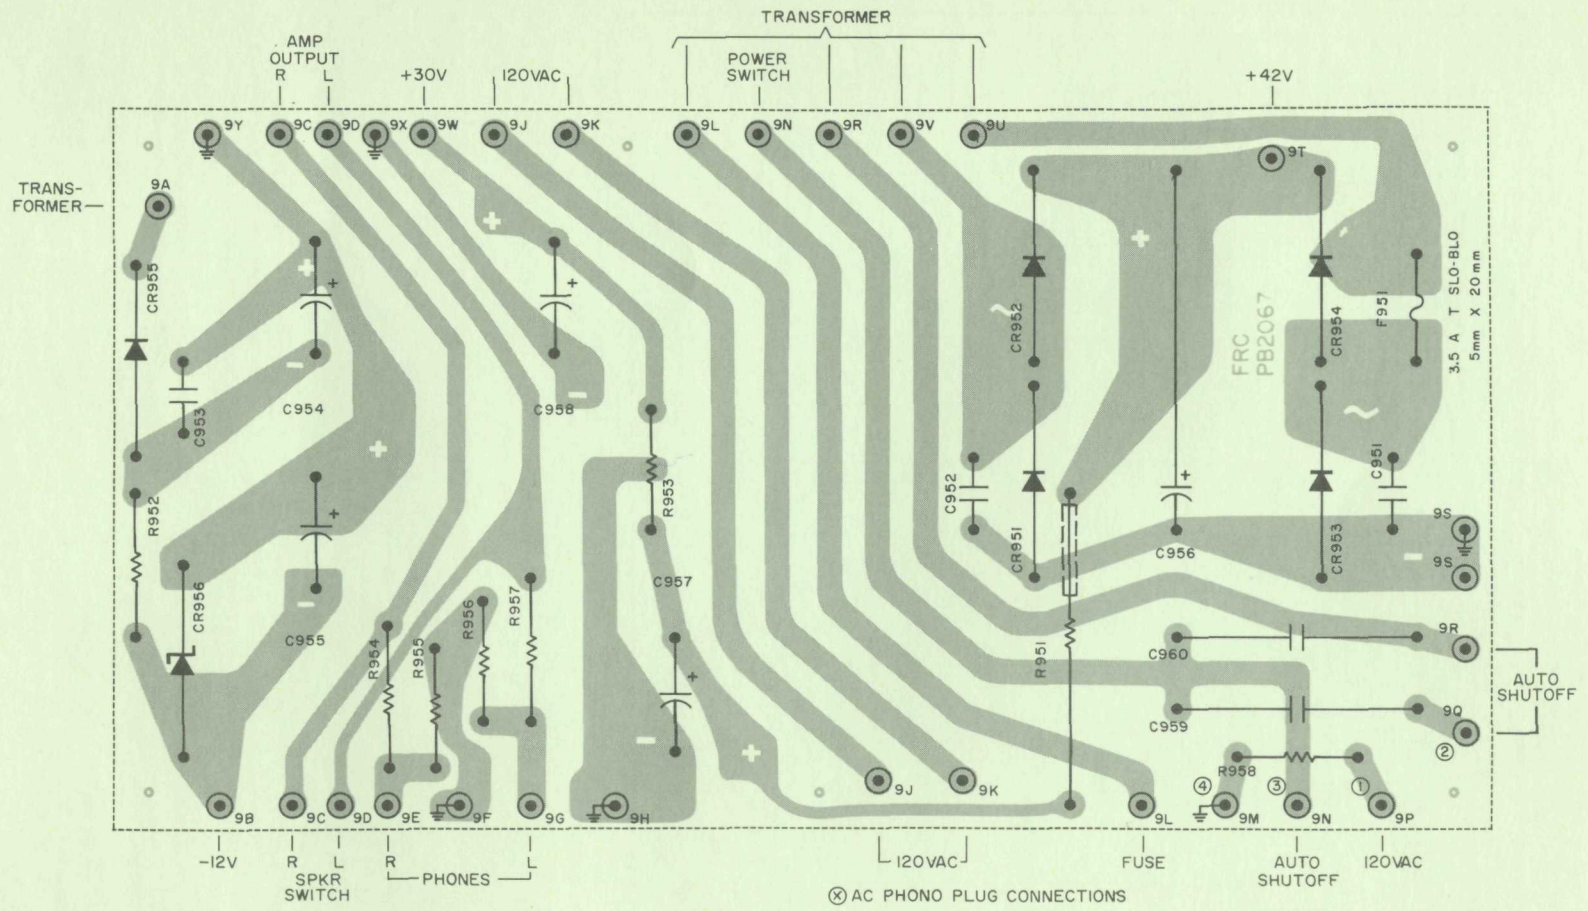 TRANSFORMER
AMP
OUTPUT
R L
+30V
120VAC
POWER
SWITCH
+42V
9Y 9C 9D 9X 9W 9J 9K 9L 9N 9R 9V 9U
9T
TRANS-
FORMER
9A
CR955
C953
C954
R952
CR956
C955
C958
R953
C957
R954
R955
R956
R957
CR952
CR951
C952
R951
C956
FRC
PB2067
CR954
CR953
F951
3.5 A T SLO-BLO
5mm X 20mm
C951
9S
9S
9R
C960
C959
9Q
②
AUTO
SHUTOFF
R958
④ ③ ①
9J 9K
9B 9C 9D 9E 9F 9G 9H 9L 9M 9N 9P
-12V
R L
SPKR
SWITCH
R L
PHONES
120VAC
FUSE
AUTO
SHUTOFF
120VAC
Ⓧ AC PHONO PLUG CONNECTIONS